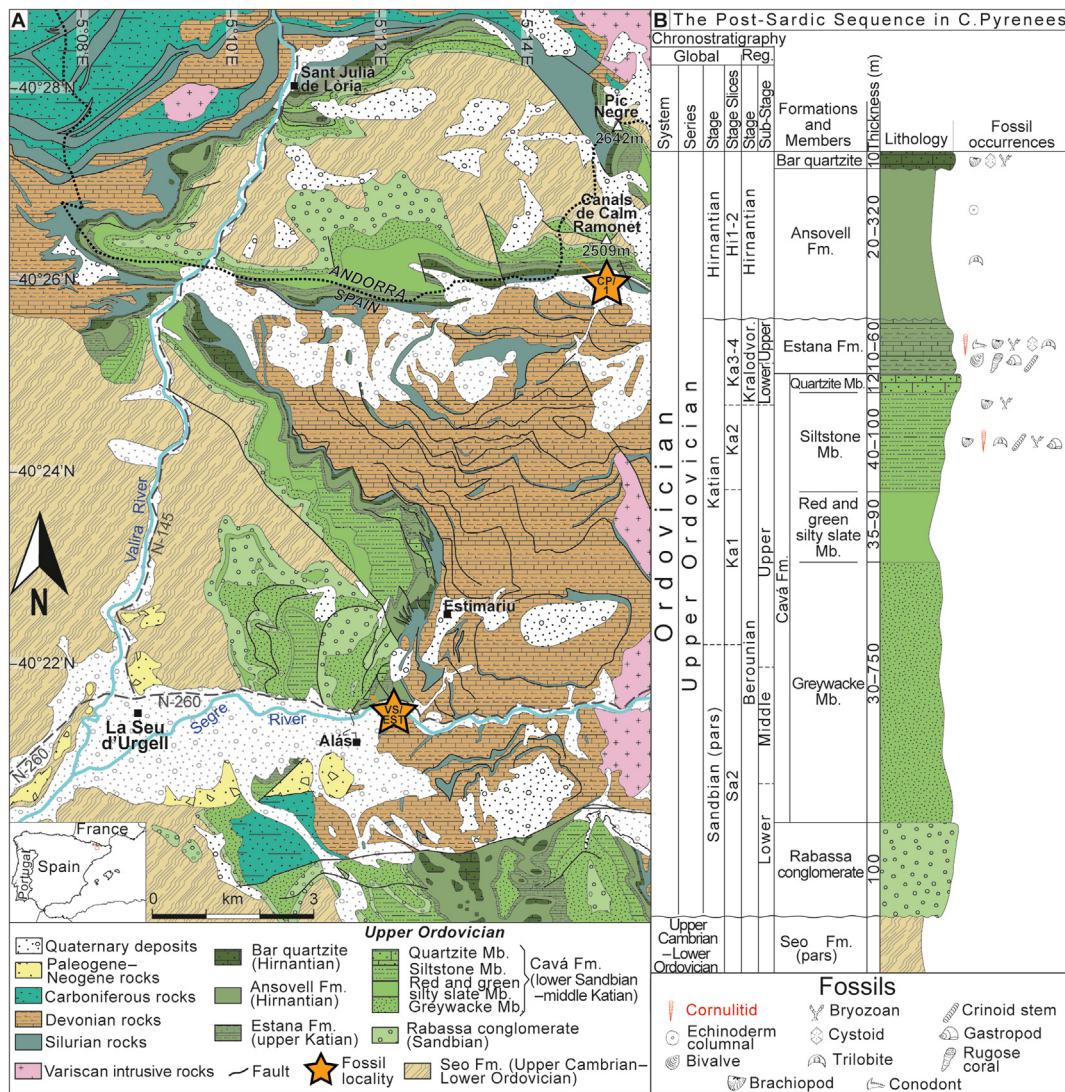 A
5°08'E
5°10'E
5°12'E
5°14'E
40°28'N
40°26'N
40°24'N
40°22'N
Sant Julià
de Lòria
Pic
Negre
2642m
Canals
de Calm
Ramonet
2509m
CP/
1
ANDORRA
SPAIN
Valira River
N-145
N
Estimariu
N-260
VS/
EST
Segre
River
La Seu
d'Urgell
Alás
N-260
France
Portugal
Spain
0 km 3
Quaternary deposits
Paleogene–
Neogene rocks
Carboniferous rocks
Devonian rocks
Silurian rocks
Variscan intrusive rocks
Bar quartzite
(Hirnantian)
Ansovell Fm.
(Hirnantian)
Estana Fm.
(upper Katian)
Fault
Fossil
locality
Upper Ordovician
Quartzite Mb.
Siltstone Mb.
Red and green
silty slate Mb.
Greywacke Mb.
Cavá Fm.
(lower Sandbian
–middle Katian)
Rabassa conglomerate
(Sandbian)
Seo Fm. (Upper Cambrian–
Lower Ordovician)
B The Post-Sardic Sequence in C.Pyrenees
Chronostratigraphy
Global Reg.
System
Series
Stage
Stage Slices
Stage
Sub-Stage
Formations
and
Members
Thickness (m)
Lithology
Fossil
occurrences
Ordovician
Upper Ordovician
Hirnantian
Hi1-2
Hirnantian
Katian
Ka3-4
Ka2
Ka1
Kralodvor.
Lower
Upper
Sandbian (pars)
Sa2
Berounian
Upper
Middle
Lower
Bar quartzite
10
Ansovell
Fm.
20–320
Estana Fm.
10–60
Quartzite Mb.
12
Siltstone
Mb.
40–100
Red and
green
silty slate
Mb.
35–90
Cavá Fm.
Greywacke
Mb.
30–750
Rabassa
conglomerate
100
Upper
Cambrian
–Lower
Ordovician
Seo Fm.
(pars)
Fossils
Cornulitid
Echinoderm
columnal
Bivalve
Bryozoan
Cystoid
Trilobite
Crinoid stem
Gastropod
Rugose
coral
Brachiopod
Conodont